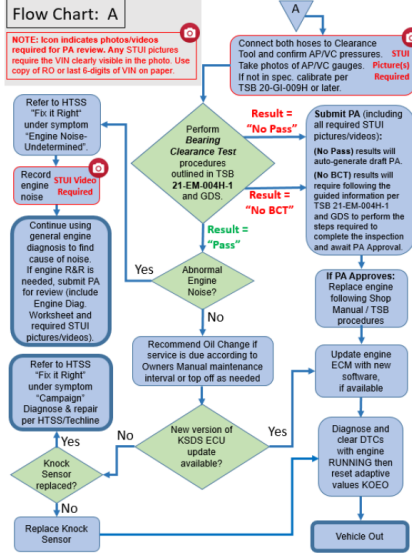 Flow Chart: A
NOTE: Icon indicates photos/videos
required for PA review. Any STUI pictures
require the VIN clearly visible in the photo. Use
copy of RO or last 6-digits of VIN on paper.
A
Connect both hoses to Clearance
Tool and confirm AP/VC pressures.
Take photos of AP/VC gauges.
If not in spec. calibrate per
TSB 20-GI-009H or later.
STUI
Picture(s)
Required
Refer to HTSS
"Fix it Right"
under symptom
"Engine Noise-
Undetermined".
Record
engine
noise
STUI Video
Required
Continue using
general engine
diagnosis to find
cause of noise.
If engine R&R is
needed, submit PA
for review (include
Engine Diag.
Worksheet and
required STUI
pictures/videos).
Perform
Bearing
Clearance Test
procedures
outlined in TSB
21-EM-004H-1
and GDS.
Result =
"No Pass"
Result =
"No BCT"
Result =
"Pass"
Submit PA (including
all required STUI
pictures/videos):
(No Pass) results will
auto-generate draft PA.
(No BCT) results will
require following the
guided information per
TSB 21-EM-004H-1
and GDS to perform the
steps required to
complete the inspection
and await PA Approval.
Abnormal
Engine
Noise?
Yes
No
If PA Approves:
Replace engine
following Shop
Manual / TSB
procedures
Recommend Oil Change if
service is due according to
Owners Manual maintenance
interval or top off as needed
Update engine
ECM with new
software,
if available
Refer to HTSS
"Fix it Right"
under symptom
"Campaign"
Diagnose & repair
per HTSS/Techline
New version of
KSDS ECU
update
available?
No
Yes
Yes
Knock
Sensor
replaced?
No
Diagnose and
clear DTCs
with engine
RUNNING then
reset adaptive
values KOEO
Replace Knock
Sensor
Vehicle Out